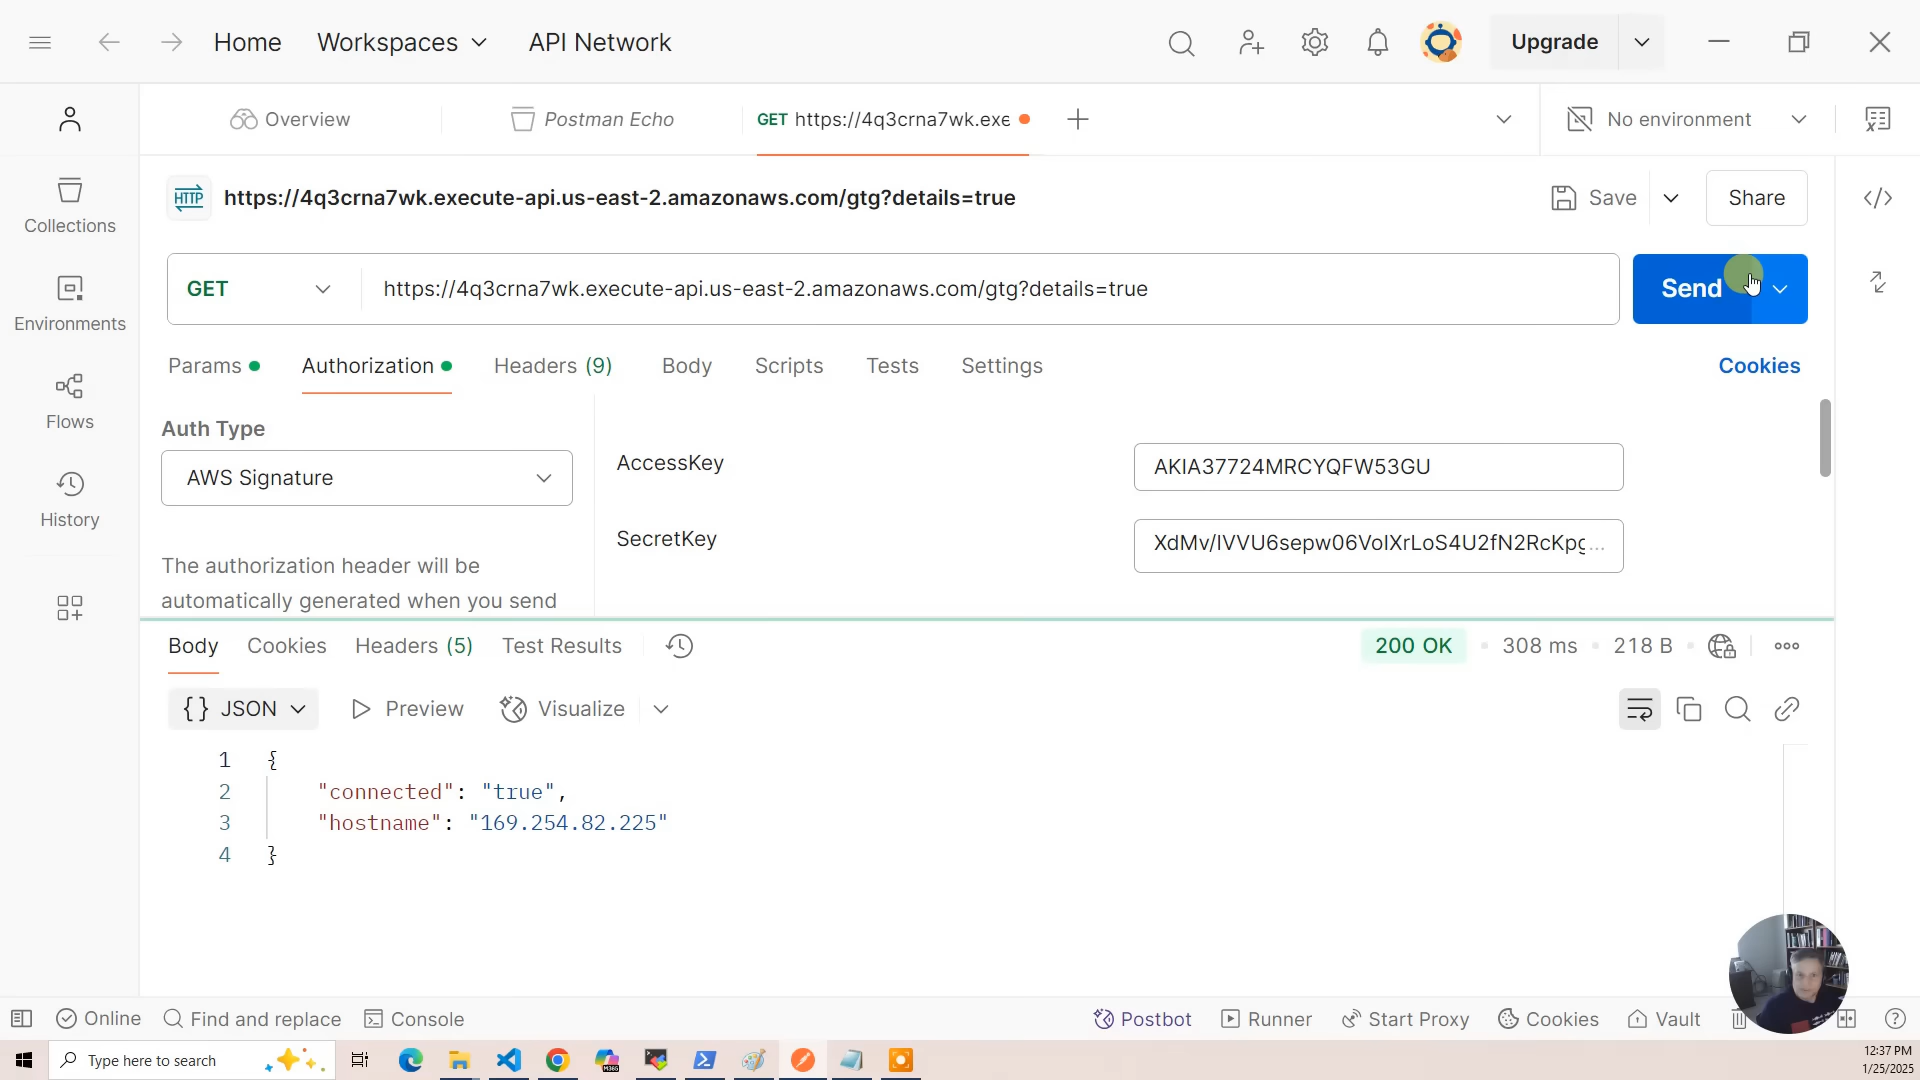 Home
Workspaces
API Network
Upgrade
Overview
Postman Echo
GET https://4q3crna7wk.exe
No environment
HTTP
https://4q3crna7wk.execute-api.us-east-2.amazonaws.com/gtg?details=true
Save
Share
Collections
GET
https://4q3crna7wk.execute-api.us-east-2.amazonaws.com/gtg?details=true
Send
Environments
Params
Authorization
Headers (9)
Body
Scripts
Tests
Settings
Cookies
Flows
Auth Type
AWS Signature
AccessKey
AKIA37724MRCYQFW53GU
History
SecretKey
XdMv/IVVU6sepw06VoIXrLoS4U2fN2RcKpg...
The authorization header will be
automatically generated when you send
Body
Cookies
Headers (5)
Test Results
200 OK
308 ms
218 B
{} JSON
Preview
Visualize
1 {
2 "connected": "true",
3 "hostname": "169.254.82.225"
4 }
Online
Find and replace
Console
Postbot
Runner
Start Proxy
Cookies
Vault
Type here to search
12:37 PM
1/25/2025